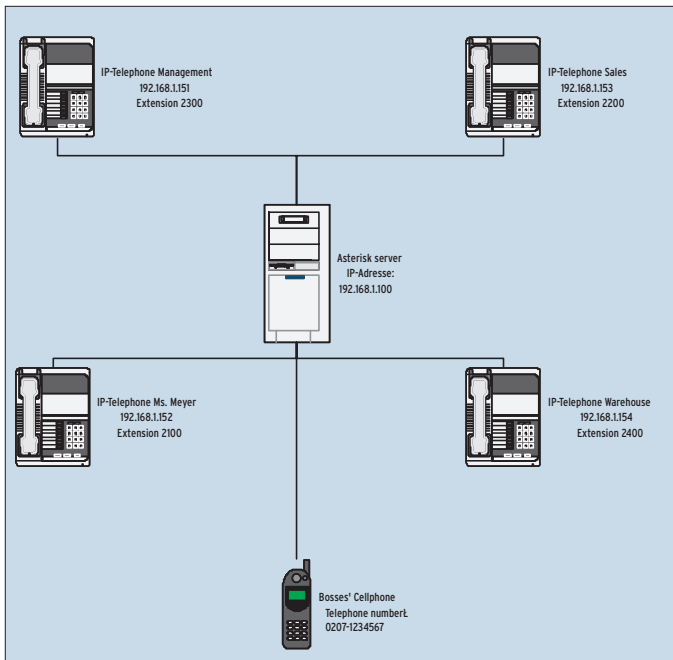 IP-Telephone Management
192.168.1.151
Extension 2300
IP-Telephone Sales
192.168.1.153
Extension 2200
Asterisk server
IP-Adresse:
192.168.1.100
IP-Telephone Ms. Meyer
192.168.1.152
Extension 2100
IP-Telephone Warehouse
192.168.1.154
Extension 2400
Bosses' Cellphone
Telephone numberŁ
0207-1234567